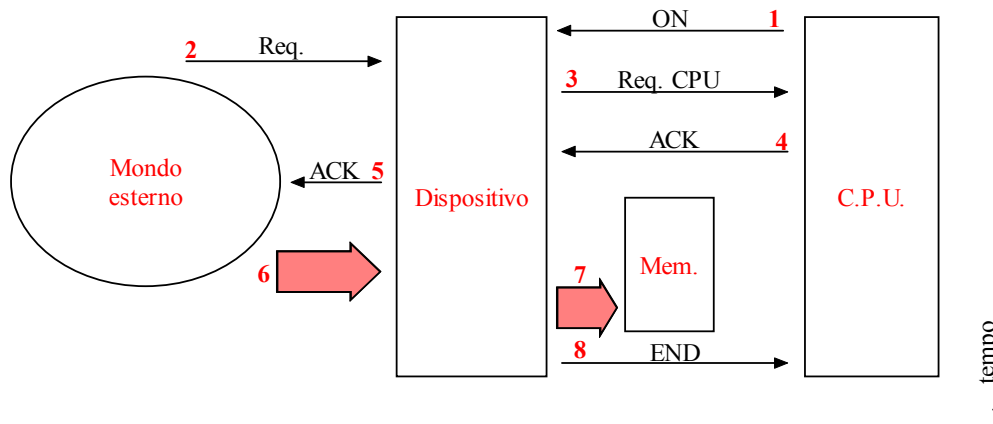 ON 1
2 Req.
3 Req. CPU
ACK 4
Mondo
esterno
ACK 5
Dispositivo
C.P.U.
6
7
Mem.
8 END
tempo